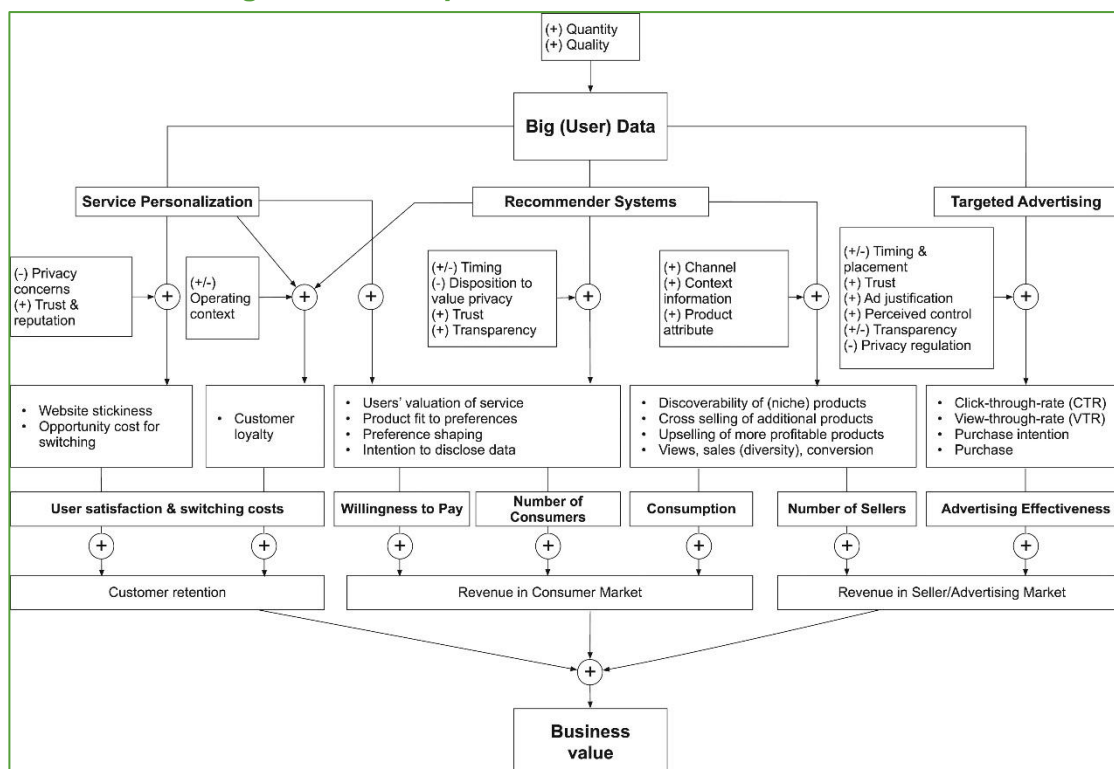 (+) Quantity
(+) Quality
Big (User) Data
Service Personalization
Recommender Systems
Targeted Advertising
(-) Privacy
concerns
(+) Trust &
reputation
+
(+/-)
Operating
context
+
+
(+/-) Timing
(-) Disposition to
value privacy
(+) Trust
(+) Transparency
+
(+) Channel
(+) Context
information
(+) Product
attribute
+
(+/-) Timing &
placement
(+) Trust
(+) Ad justification
(+) Perceived control
(+/-) Transparency
(-) Privacy regulation
+
• Website stickiness
• Opportunity cost for
switching
• Customer
loyalty
• Users' valuation of service
• Product fit to preferences
• Preference shaping
• Intention to disclose data
• Discoverability of (niche) products
• Cross selling of additional products
• Upselling of more profitable products
• Views, sales (diversity), conversion
• Click-through-rate (CTR)
• View-through-rate (VTR)
• Purchase intention
• Purchase
User satisfaction & switching costs
Willingness to Pay
Number of
Consumers
Consumption
Number of Sellers
Advertising Effectiveness
+
+
+
+
+
+
+
Customer retention
Revenue in Consumer Market
Revenue in Seller/Advertising Market
+
Business
value